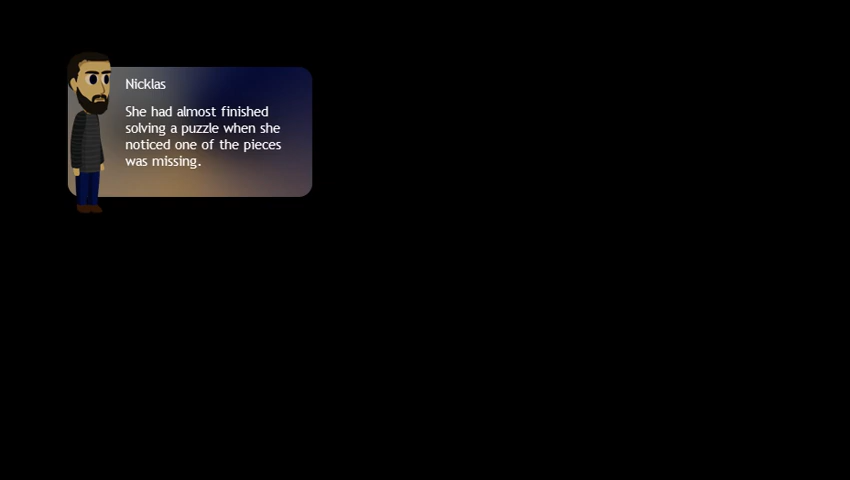 Nicklas
She had almost finished
solving a puzzle when she
noticed one of the pieces
was missing.